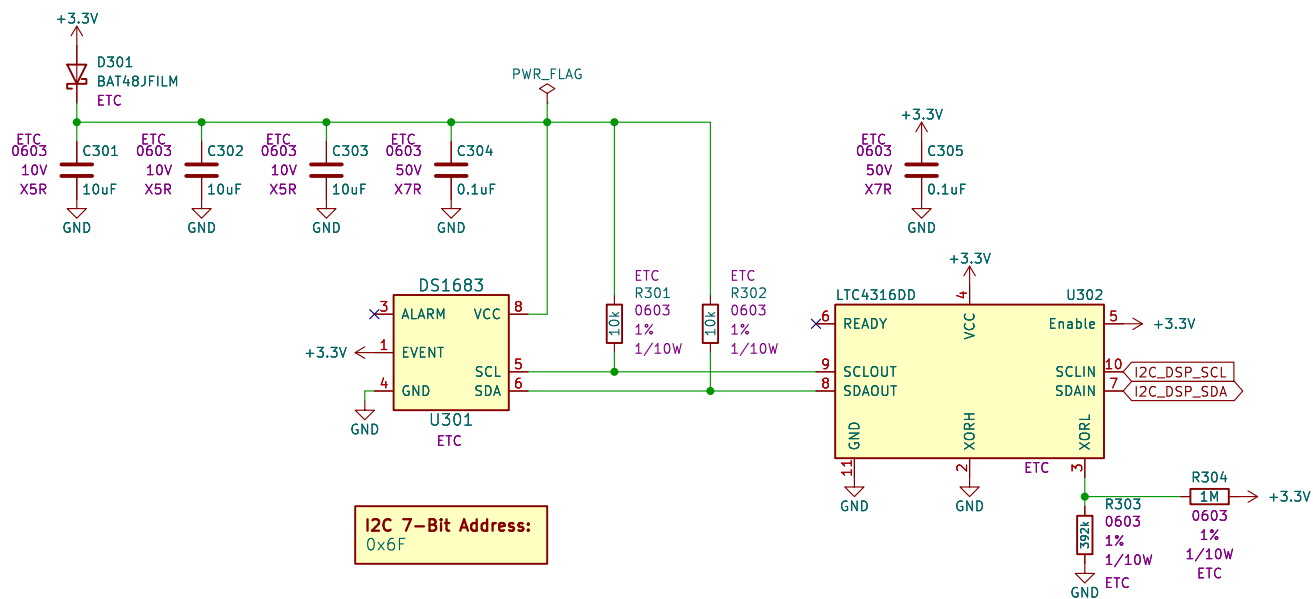 +3.3V
D301
BAT48JFILM
ETC
PWR_FLAG
ETC
0603
10V
X5R
C301
10uF
GND
ETC
0603
10V
X5R
C302
10uF
GND
ETC
0603
10V
X5R
C303
10uF
GND
ETC
0603
50V
X7R
C304
0.1uF
GND
+3.3V
ETC
0603
50V
X7R
C305
0.1uF
GND
DS1683
3 ALARM VCC 8
+3.3V 1 EVENT
SCL 5
4 GND SDA 6
GND
U301
ETC
ETC
R301
0603
1%
1/10W
10k
ETC
R302
0603
1%
1/10W
10k
+3.3V
LTC4316DD U302
4
VCC
6 READY Enable 5 +3.3V
9 SCLOUT SCLIN 10 I2C_DSP_SCL
8 SDAOUT SDAIN 7 I2C_DSP_SDA
GND XORH XORL
11 2 ETC 3
GND GND
R304
1M
+3.3V
0603
1%
1/10W
ETC
R303
392k
0603
1%
1/10W
ETC
GND
I2C 7-Bit Address:
0x6F